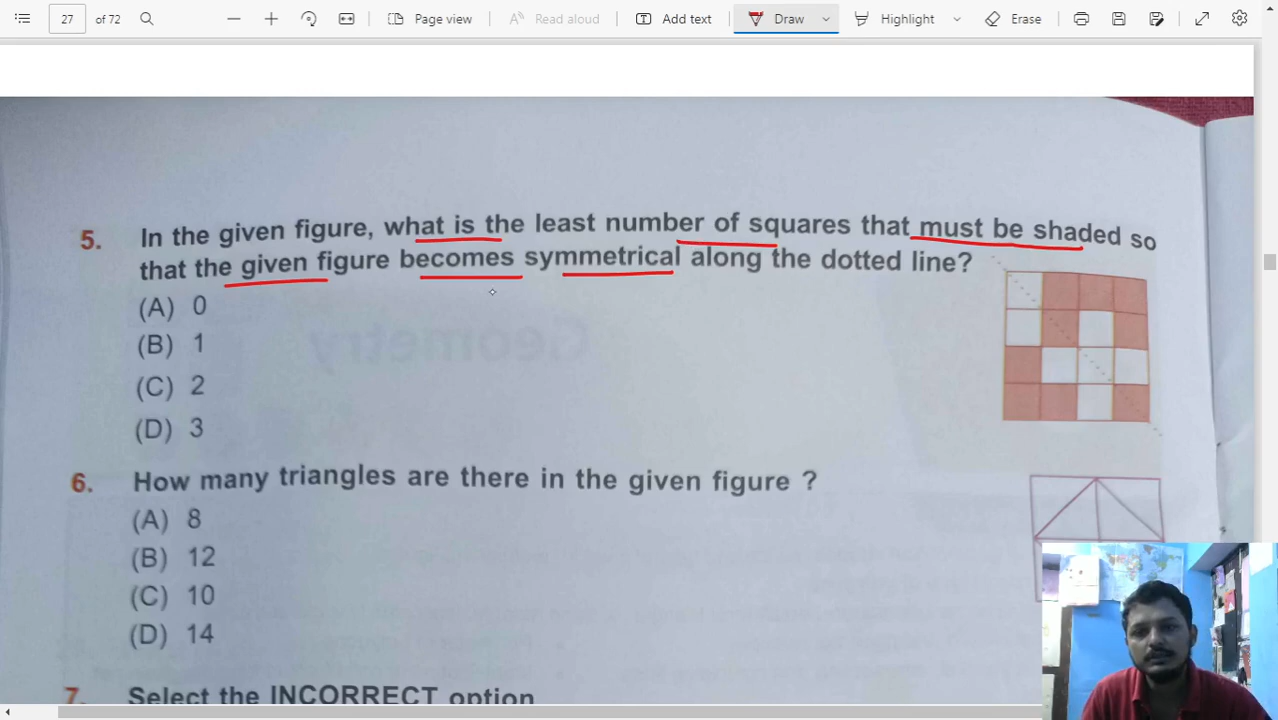 27 of 72 Page view Read aloud Add text Draw Highlight Erase
5. In the given figure, what is the least number of squares that must be shaded so
that the given figure becomes symmetrical along the dotted line?
(A) 0
(B) 1
(C) 2
(D) 3
Geometry
6. How many triangles are there in the given figure ?
(A) 8
(B) 12
(C) 10
(D) 14
7. Select the INCORRECT option